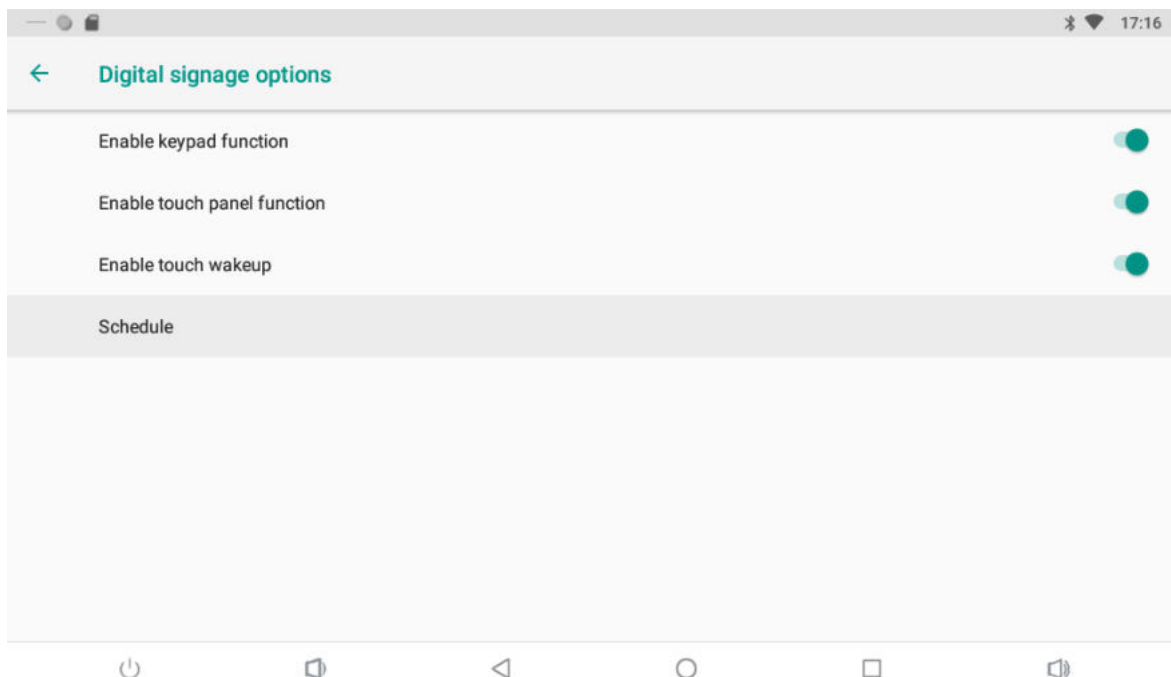 17:16
Digital signage options
Enable keypad function
Enable touch panel function
Enable touch wakeup
Schedule